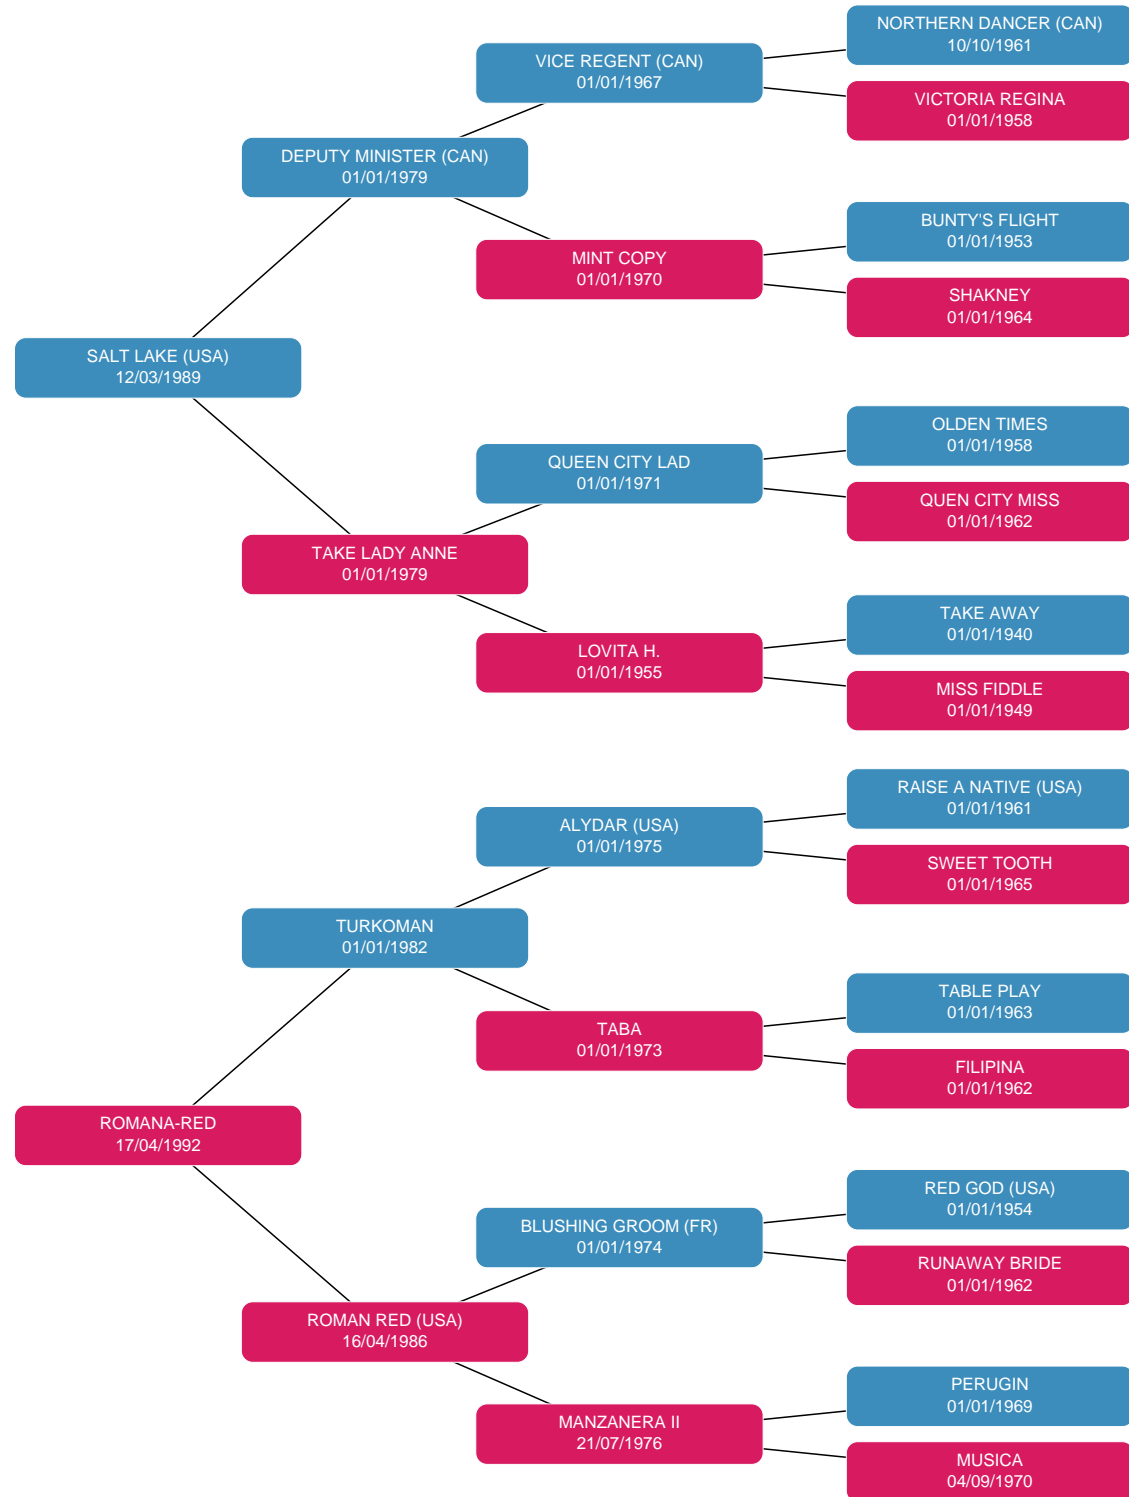 NORTHERN DANCER (CAN)
10/10/1961
VICE REGENT (CAN)
01/01/1967
VICTORIA REGINA
01/01/1958
DEPUTY MINISTER (CAN)
01/01/1979
BUNTY'S FLIGHT
01/01/1953
MINT COPY
01/01/1970
SHAKNEY
01/01/1964
SALT LAKE (USA)
12/03/1989
OLDEN TIMES
01/01/1958
QUEEN CITY LAD
01/01/1971
QUEN CITY MISS
01/01/1962
TAKE LADY ANNE
01/01/1979
TAKE AWAY
01/01/1940
LOVITA H.
01/01/1955
MISS FIDDLE
01/01/1949
RAISE A NATIVE (USA)
01/01/1961
ALYDAR (USA)
01/01/1975
SWEET TOOTH
01/01/1965
TURKOMAN
01/01/1982
TABLE PLAY
01/01/1963
TABA
01/01/1973
FILIPINA
01/01/1962
ROMANA-RED
17/04/1992
RED GOD (USA)
01/01/1954
BLUSHING GROOM (FR)
01/01/1974
RUNAWAY BRIDE
01/01/1962
ROMAN RED (USA)
16/04/1986
PERUGIN
01/01/1969
MANZANERA II
21/07/1976
MUSICA
04/09/1970